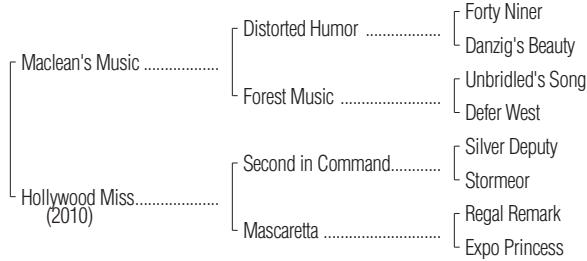 Forty Niner
Distorted Humor ..................
Danzig's Beauty
Maclean's Music .................
Unbridled's Song
Forest Music .......................
Defer West
Silver Deputy
Second in Command............
Stormeor
Hollywood Miss...................
(2010)
Regal Remark
Mascaretta ..........................
Expo Princess